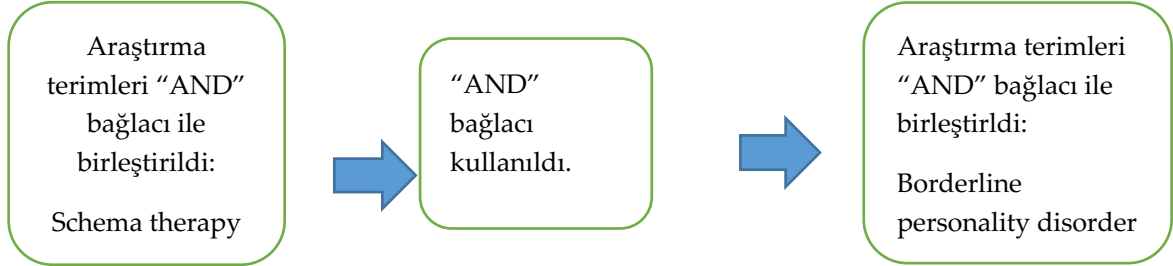 Araştırma
terimleri “AND”
bağlacı ile
birleştirildi:
Schema therapy
“AND”
bağlacı
kullanıldı.
Araştırma terimleri
“AND” bağlacı ile
birleştirldi:
Borderline
personality disorder